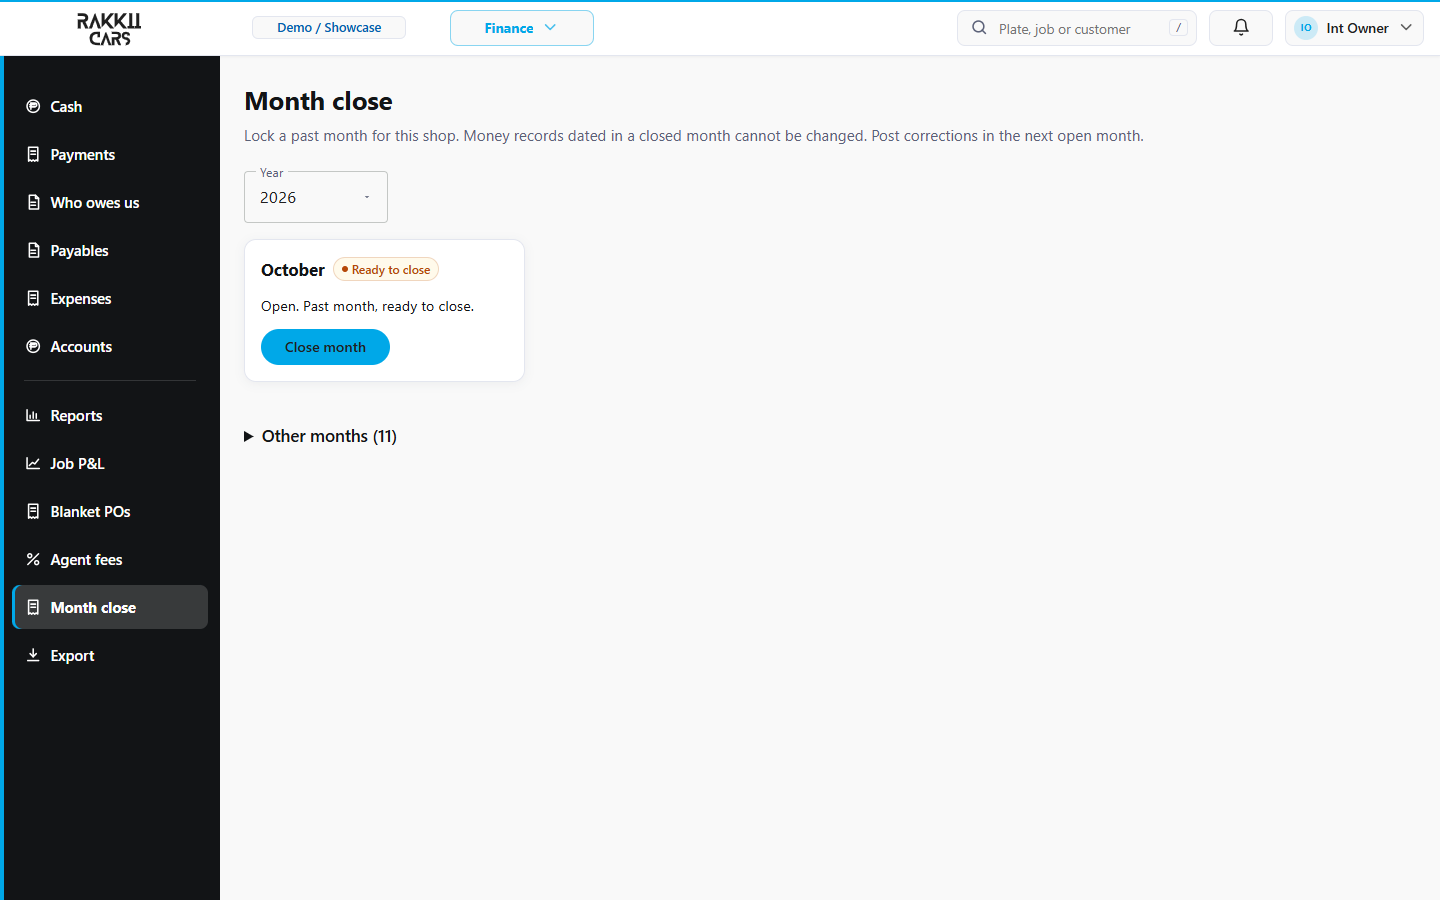 RAKKII
CARS
Demo / Showcase
Finance
Plate, job or customer
/
IO
Int Owner
Cash
Payments
Who owes us
Payables
Expenses
Accounts
Reports
Job P&L
Blanket POs
Agent fees
Month close
Export
Month close
Lock a past month for this shop. Money records dated in a closed month cannot be changed. Post corrections in the next open month.
Year
2026
October
Ready to close
Open. Past month, ready to close.
Close month
Other months (11)